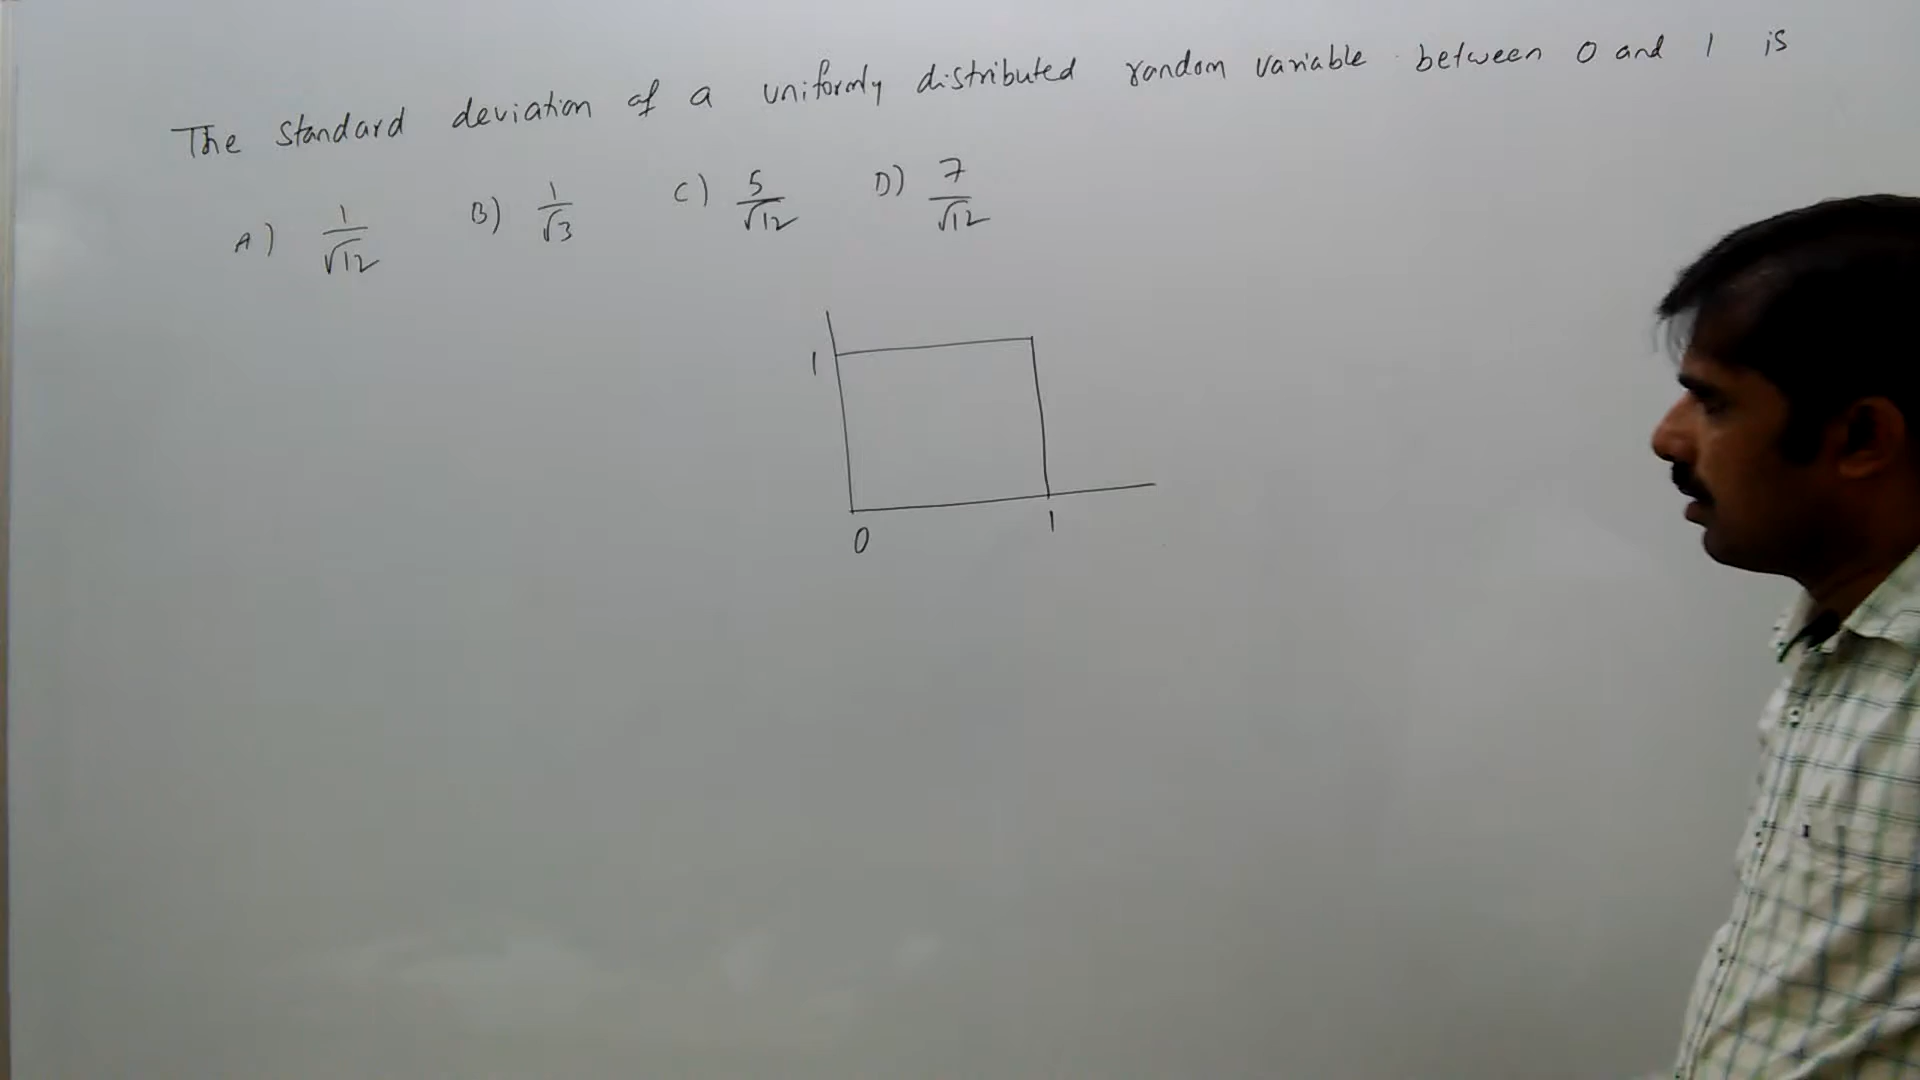 The standard deviation of a uniformly distributed random variable between 0 and 1 is
A) 1/√12 B) 1/√3 C) 5/√12 D) 7/√12
1
0 1